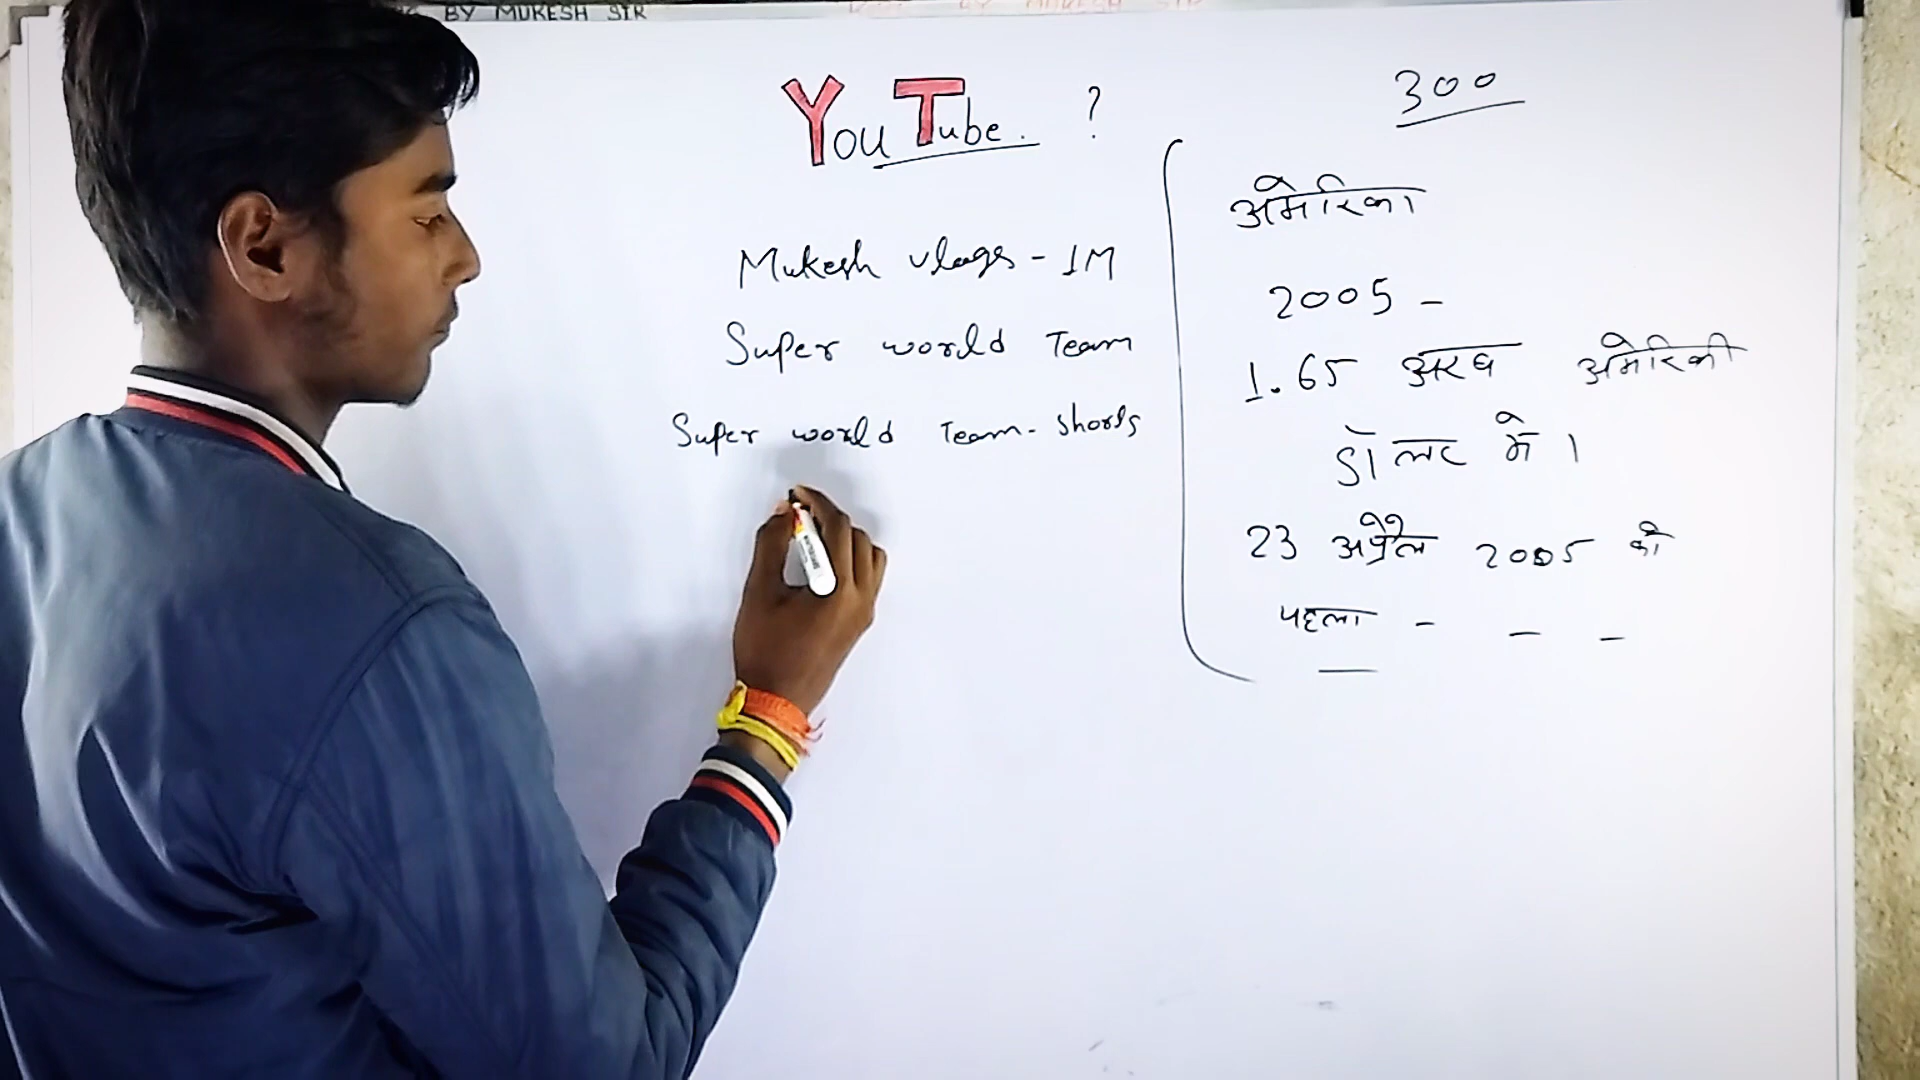 BY MUKESH SIR
YouTube. ?
Mukesh vlogs - 1M
Super world Team
Super world Team - Shorts
300
अमेरिका
2005 -
1.65 अरब अमेरिकी
डॉलर में।
23 अप्रैल 2005 को
पहला - - -